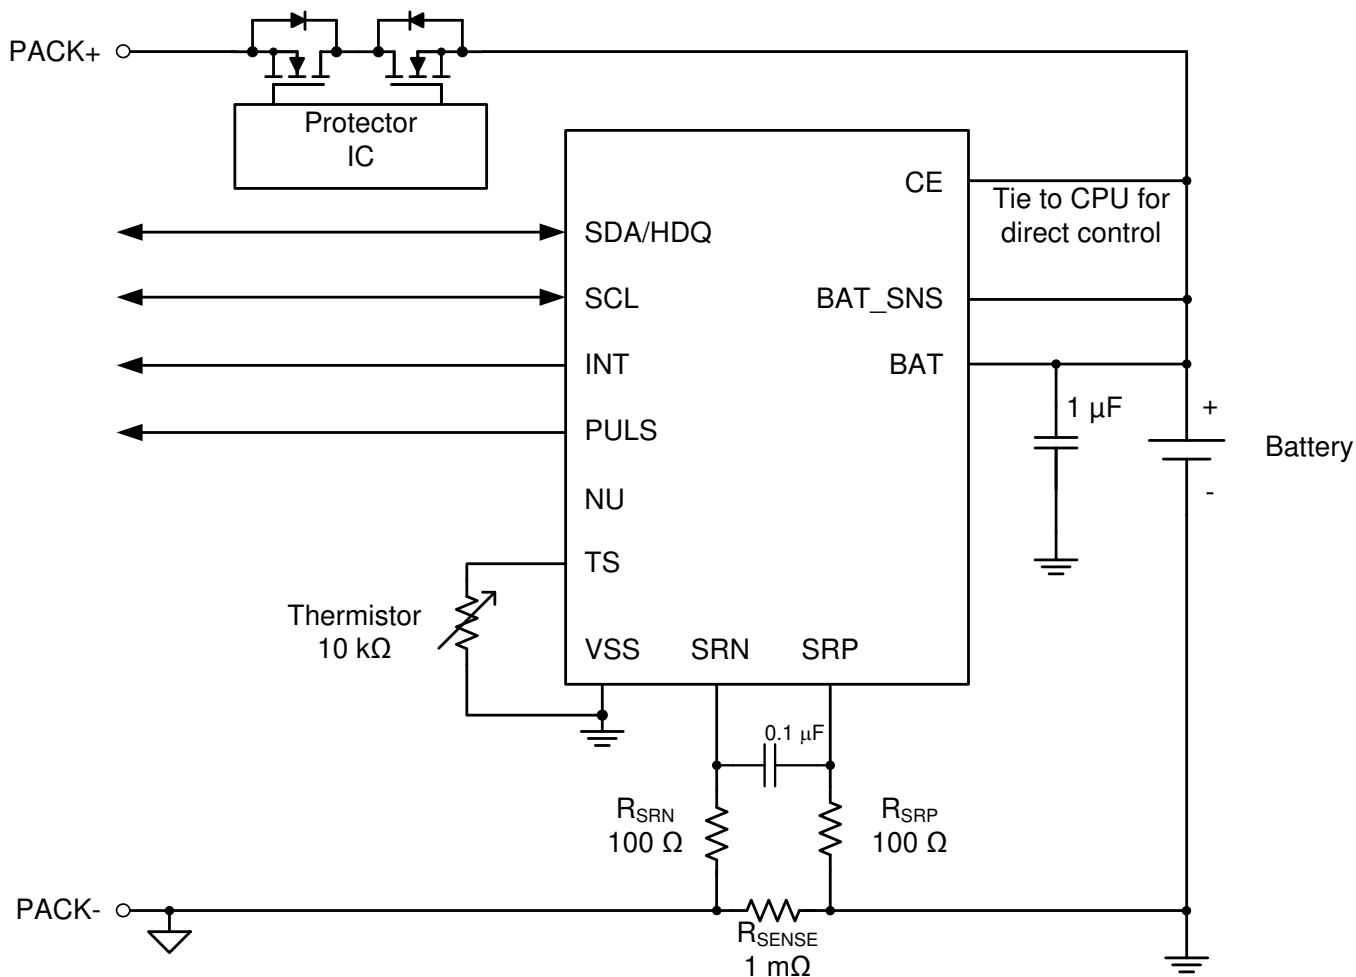 PACK+
Protector
IC
CE
Tie to CPU for
direct control
SDA/HDQ
SCL
BAT_SNS
INT
BAT
1 µF
+
Battery
-
PULS
NU
TS
Thermistor
10 kΩ
VSS
SRN
SRP
0.1 µF
RSRN
100 Ω
RSRP
100 Ω
PACK-
RSENSE
1 mΩ